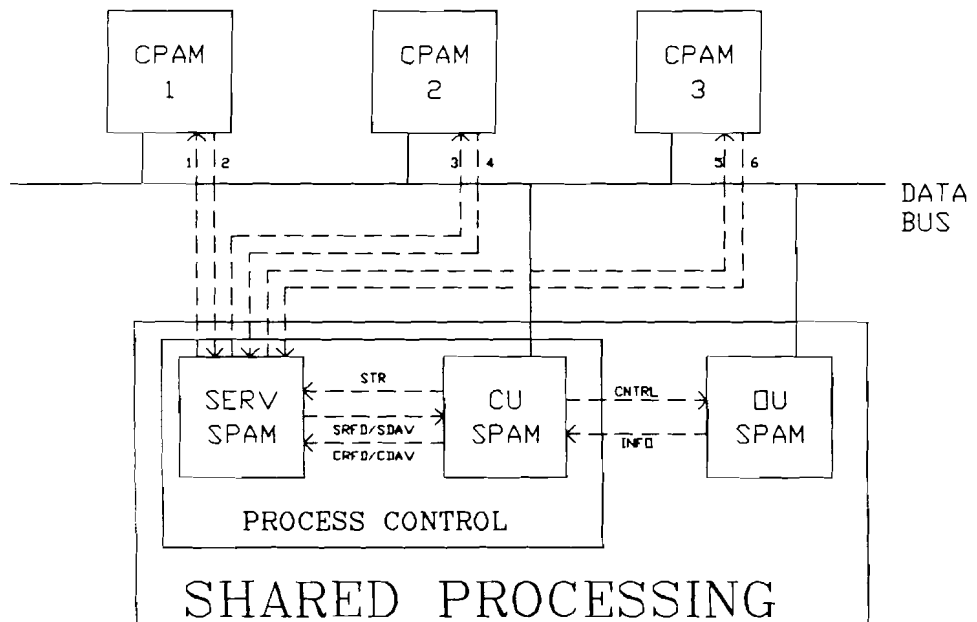 CPAM
1
CPAM
2
CPAM
3
1
2
3
4
5
6
DATA
BUS
SERV
SPAM
STR
SRFD/SDAV
CRFD/CDAV
CU
SPAM
CNTRL
INFO
OU
SPAM
PROCESS CONTROL
SHARED PROCESSING